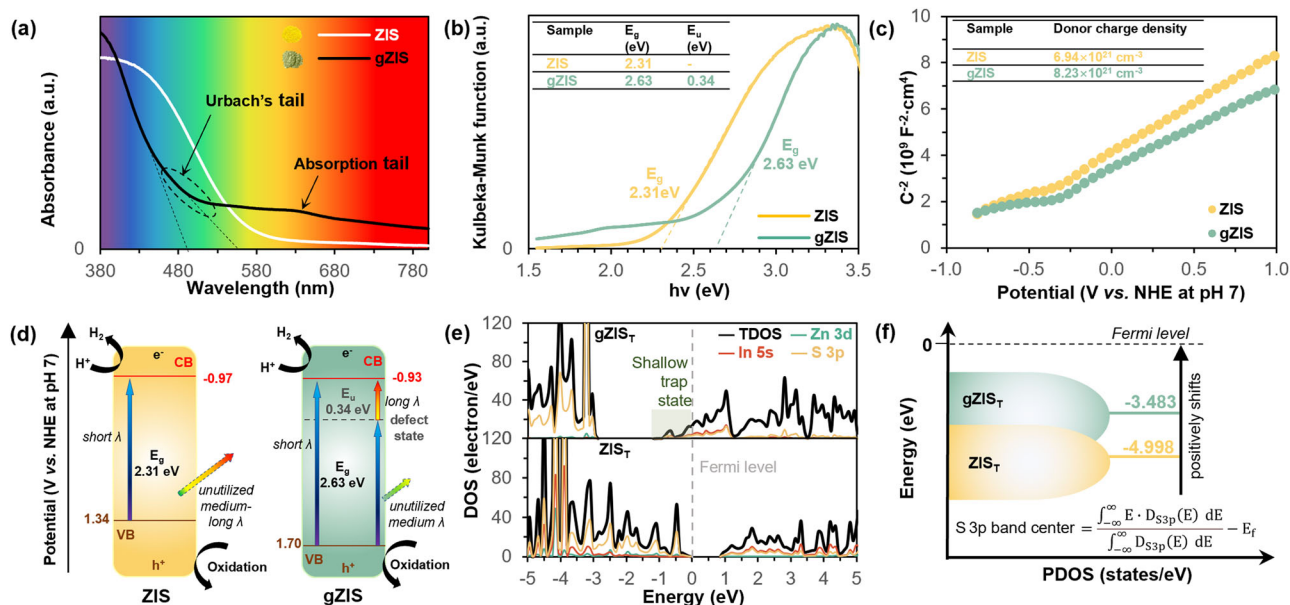 (a)
ZIS
gZIS
Urbach's tail
Absorption tail
Absorbance (a.u.)
0
380 480 580 680 780
Wavelength (nm)
(b)
Sample Eg (eV) Eu (eV)
ZIS 2.31 -
gZIS 2.63 0.34
Eg
2.63 eV
Eg
2.31eV
ZIS
gZIS
Kulbeka-Munk function (a.u.)
0
1.5 2.0 2.5 3.0 3.5
hv (eV)
(c)
Sample Donor charge density
ZIS 6.94×10²¹ cm⁻³
gZIS 8.23×10²¹ cm⁻³
C⁻² (10⁹ F⁻².cm⁴)
10
8
6
4
2
0
ZIS
gZIS
-1.0 -0.5 0.0 0.5 1.0
Potential (V vs. NHE at pH 7)
(d)
Potential (V vs. NHE at pH 7)
H₂
H⁺
e⁻
CB
-0.97
short λ
Eg
2.31 eV
unutilized
medium-
long λ
1.34
VB
h⁺
Oxidation
ZIS
H₂
H⁺
e⁻
CB
-0.93
long λ
Eu
0.34 eV
defect
state
short λ
Eg
2.63 eV
unutilized
medium λ
1.70
VB
h⁺
Oxidation
gZIS
(e)
DOS (electron/eV)
120
80
40
0
gZIS_T
TDOS
Zn 3d
In 5s
S 3p
Shallow
trap
state
120
80
40
0
ZIS_T
Fermi level
-5 -4 -3 -2 -1 0 1 2 3 4 5
Energy (eV)
(f)
Fermi level
0
Energy (eV)
gZIS_T
-3.483
ZIS_T
-4.998
positively shifts
S 3p band center = ∫_{-∞}^{∞} E · D_{S3p}(E) dE / ∫_{-∞}^{∞} D_{S3p}(E) dE − E_f
PDOS (states/eV)